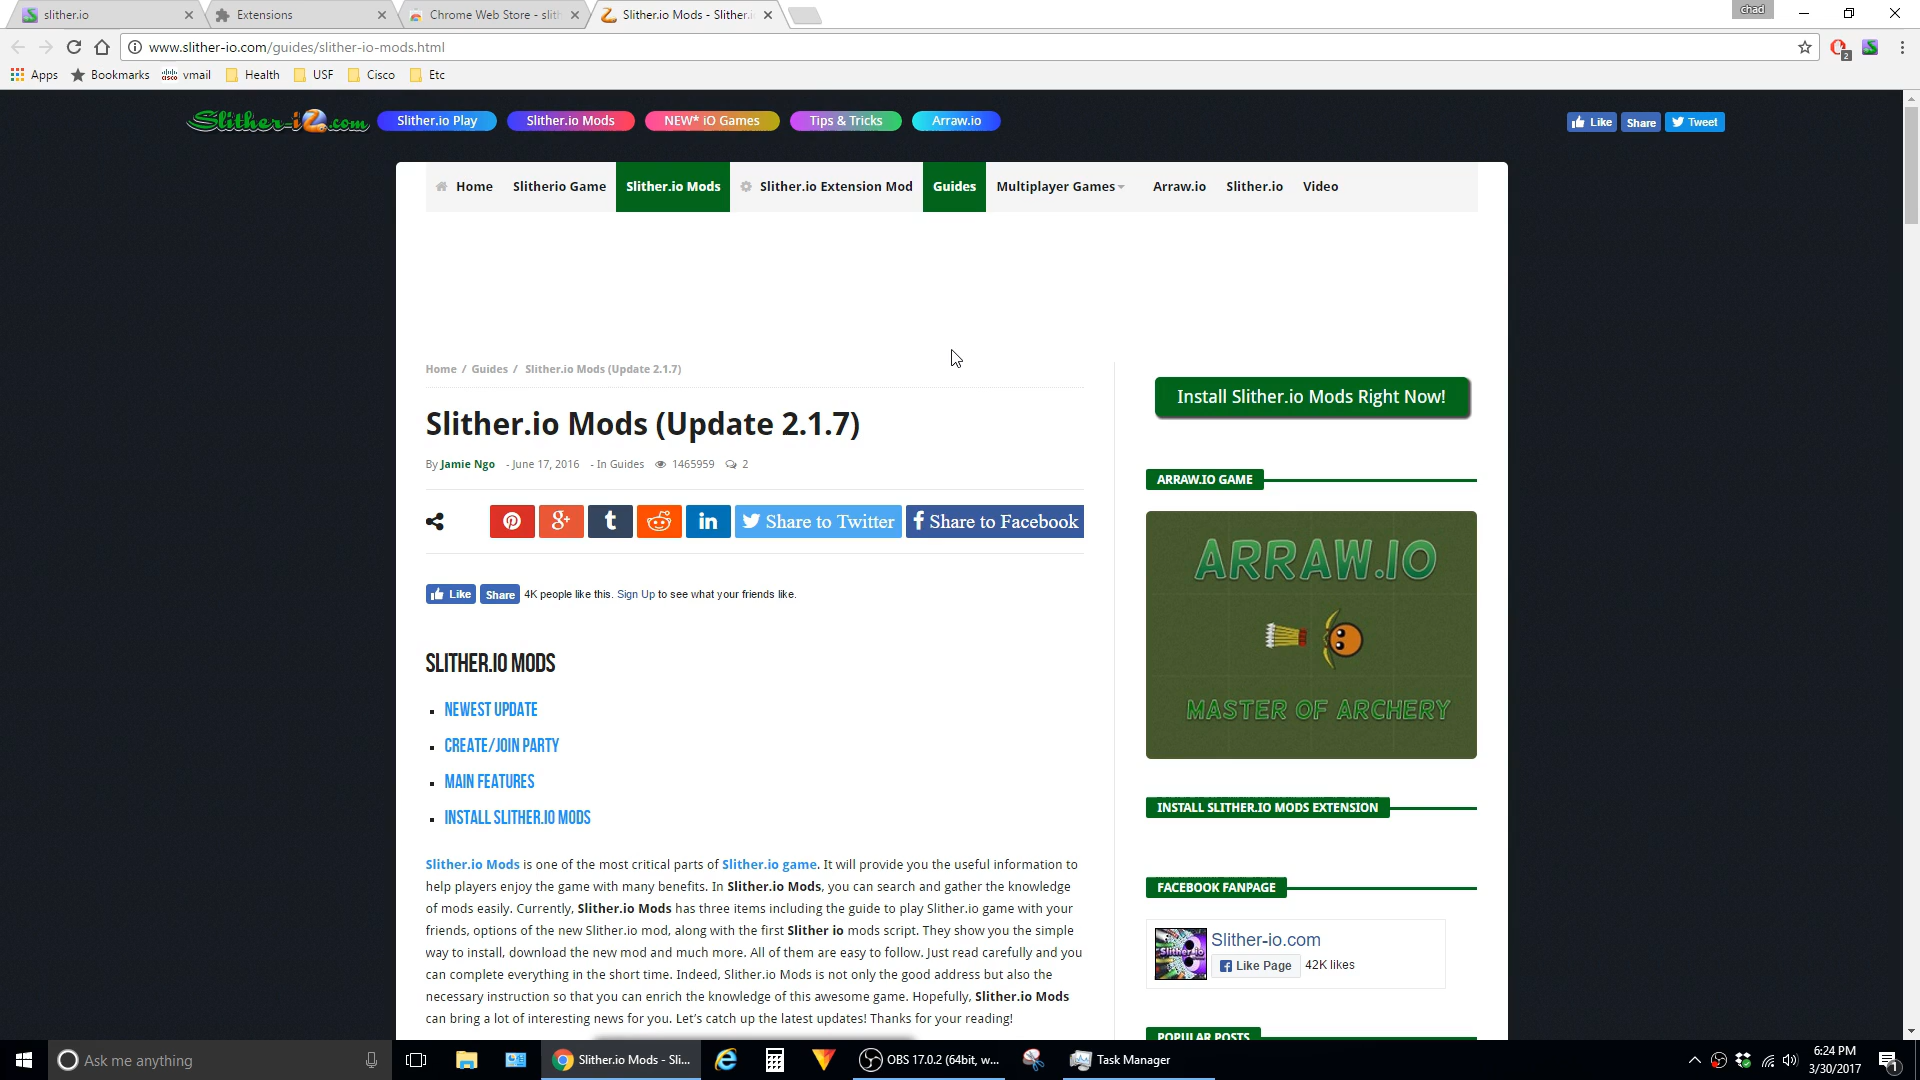 slither.io
Extensions
Chrome Web Store - slith
Slither.io Mods - Slither.i
chad
www.slither-io.com/guides/slither-io-mods.html
2
Apps
Bookmarks
vmail
Health
USF
Cisco
Etc
Slither-io.com
Slither.io Play
Slither.io Mods
NEW* iO Games
Tips & Tricks
Arraw.io
Like
Share
Tweet
Home
Slitherio Game
Slither.io Mods
Slither.io Extension Mod
Guides
Multiplayer Games
Arraw.io
Slither.io
Video
Home / Guides / Slither.io Mods (Update 2.1.7)
Slither.io Mods (Update 2.1.7)
By Jamie Ngo - June 17, 2016 - In Guides 1465959 2
Share to Twitter
Share to Facebook
Like
Share
4K people like this. Sign Up to see what your friends like.
SLITHER.IO MODS
NEWEST UPDATE
CREATE/JOIN PARTY
MAIN FEATURES
INSTALL SLITHER.IO MODS
Slither.io Mods is one of the most critical parts of Slither.io game. It will provide you the useful information to
help players enjoy the game with many benefits. In Slither.io Mods, you can search and gather the knowledge
of mods easily. Currently, Slither.io Mods has three items including the guide to play Slither.io game with your
friends, options of the new Slither.io mod, along with the first Slither io mods script. They show you the simple
way to install, download the new mod and much more. All of them are easy to follow. Just read carefully and you
can complete everything in the short time. Indeed, Slither.io Mods is not only the good address but also the
necessary instruction so that you can enrich the knowledge of this awesome game. Hopefully, Slither.io Mods
can bring a lot of interesting news for you. Let's catch up the latest updates! Thanks for your reading!
Install Slither.io Mods Right Now!
ARRAW.IO GAME
ARRAW.IO
MASTER OF ARCHERY
INSTALL SLITHER.IO MODS EXTENSION
FACEBOOK FANPAGE
Slither-io.com
Like Page
42K likes
POPULAR POSTS
Ask me anything
Slither.io Mods - Sli...
OBS 17.0.2 (64bit, w...
Task Manager
6:24 PM
3/30/2017
1